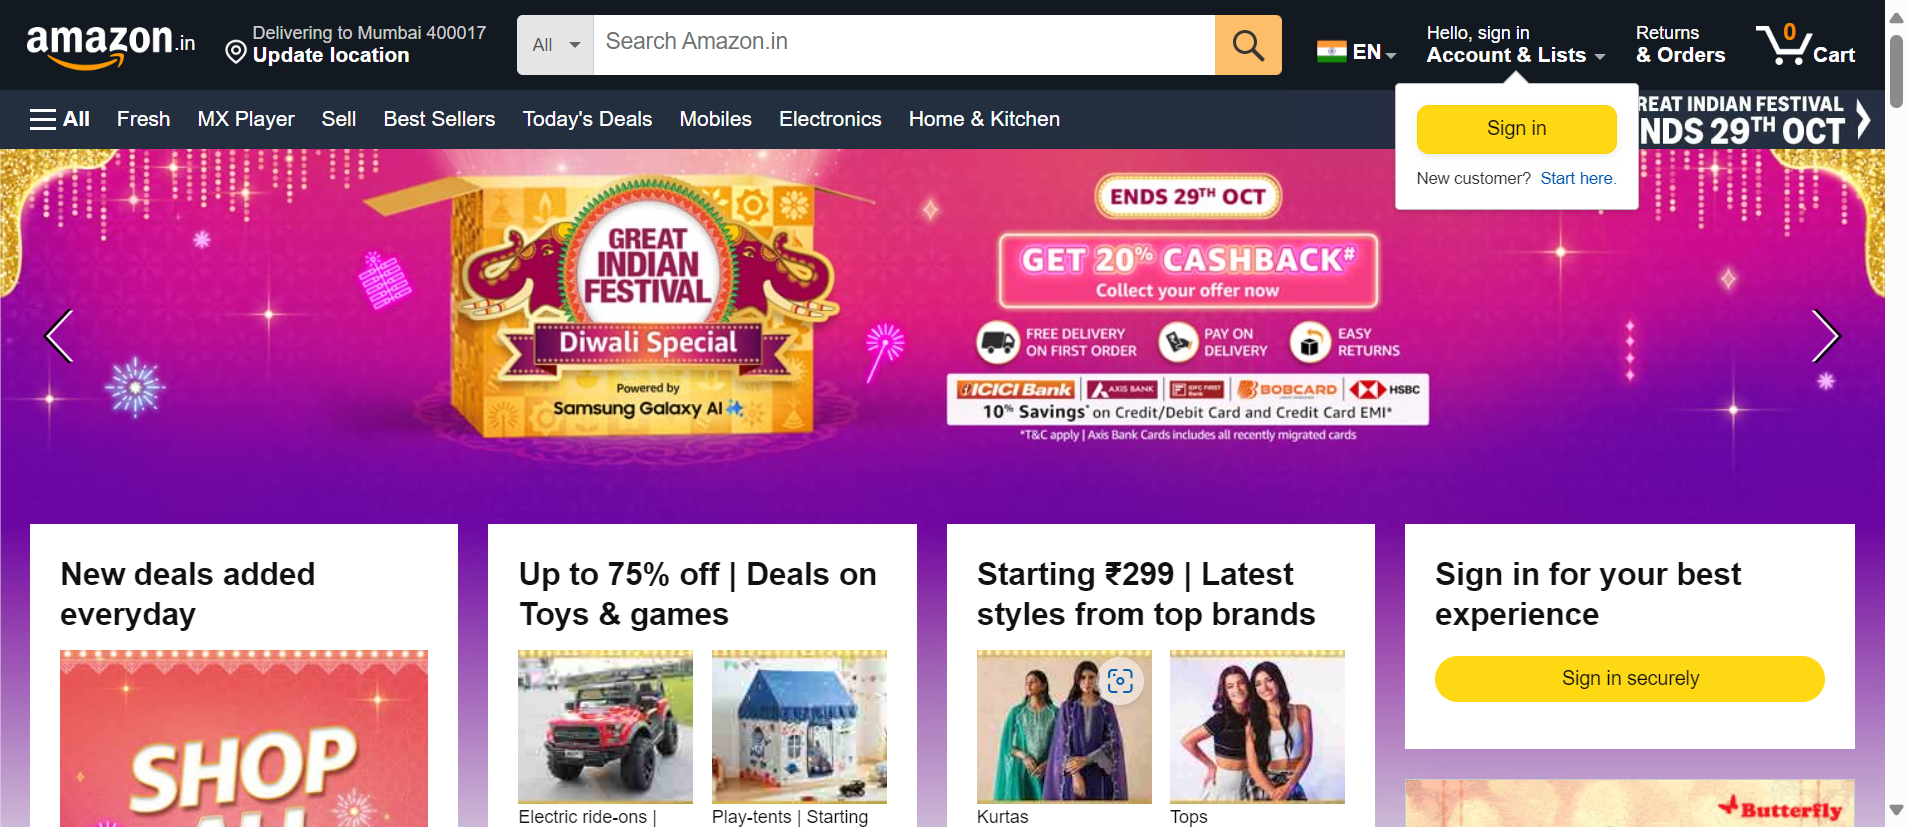 amazon.in
Delivering to Mumbai 400017
Update location
All
Search Amazon.in
EN
Hello, sign in
Account & Lists
Returns
& Orders
0
Cart
All
Fresh
MX Player
Sell
Best Sellers
Today's Deals
Mobiles
Electronics
Home & Kitchen
REAT INDIAN FESTIVAL
NDS 29TH OCT
Sign in
New customer? Start here.
GREAT
INDIAN
FESTIVAL
Diwali Special
Powered by
Samsung Galaxy AI
ENDS 29TH OCT
GET 20% CASHBACK#
Collect your offer now
FREE DELIVERY
ON FIRST ORDER
PAY ON
DELIVERY
EASY
RETURNS
ICICI Bank
AXIS BANK
IDFC FIRST
Bank
BOBCARD
HSBC
10% Savings* on Credit/Debit Card and Credit Card EMI*
*T&C apply | Axis Bank Cards includes all recently migrated cards
New deals added
everyday
SHOP
ALL
Up to 75% off | Deals on
Toys & games
Electric ride-ons |
Play-tents | Starting
Starting ₹299 | Latest
styles from top brands
Kurtas
Tops
Sign in for your best
experience
Sign in securely
Butterfly